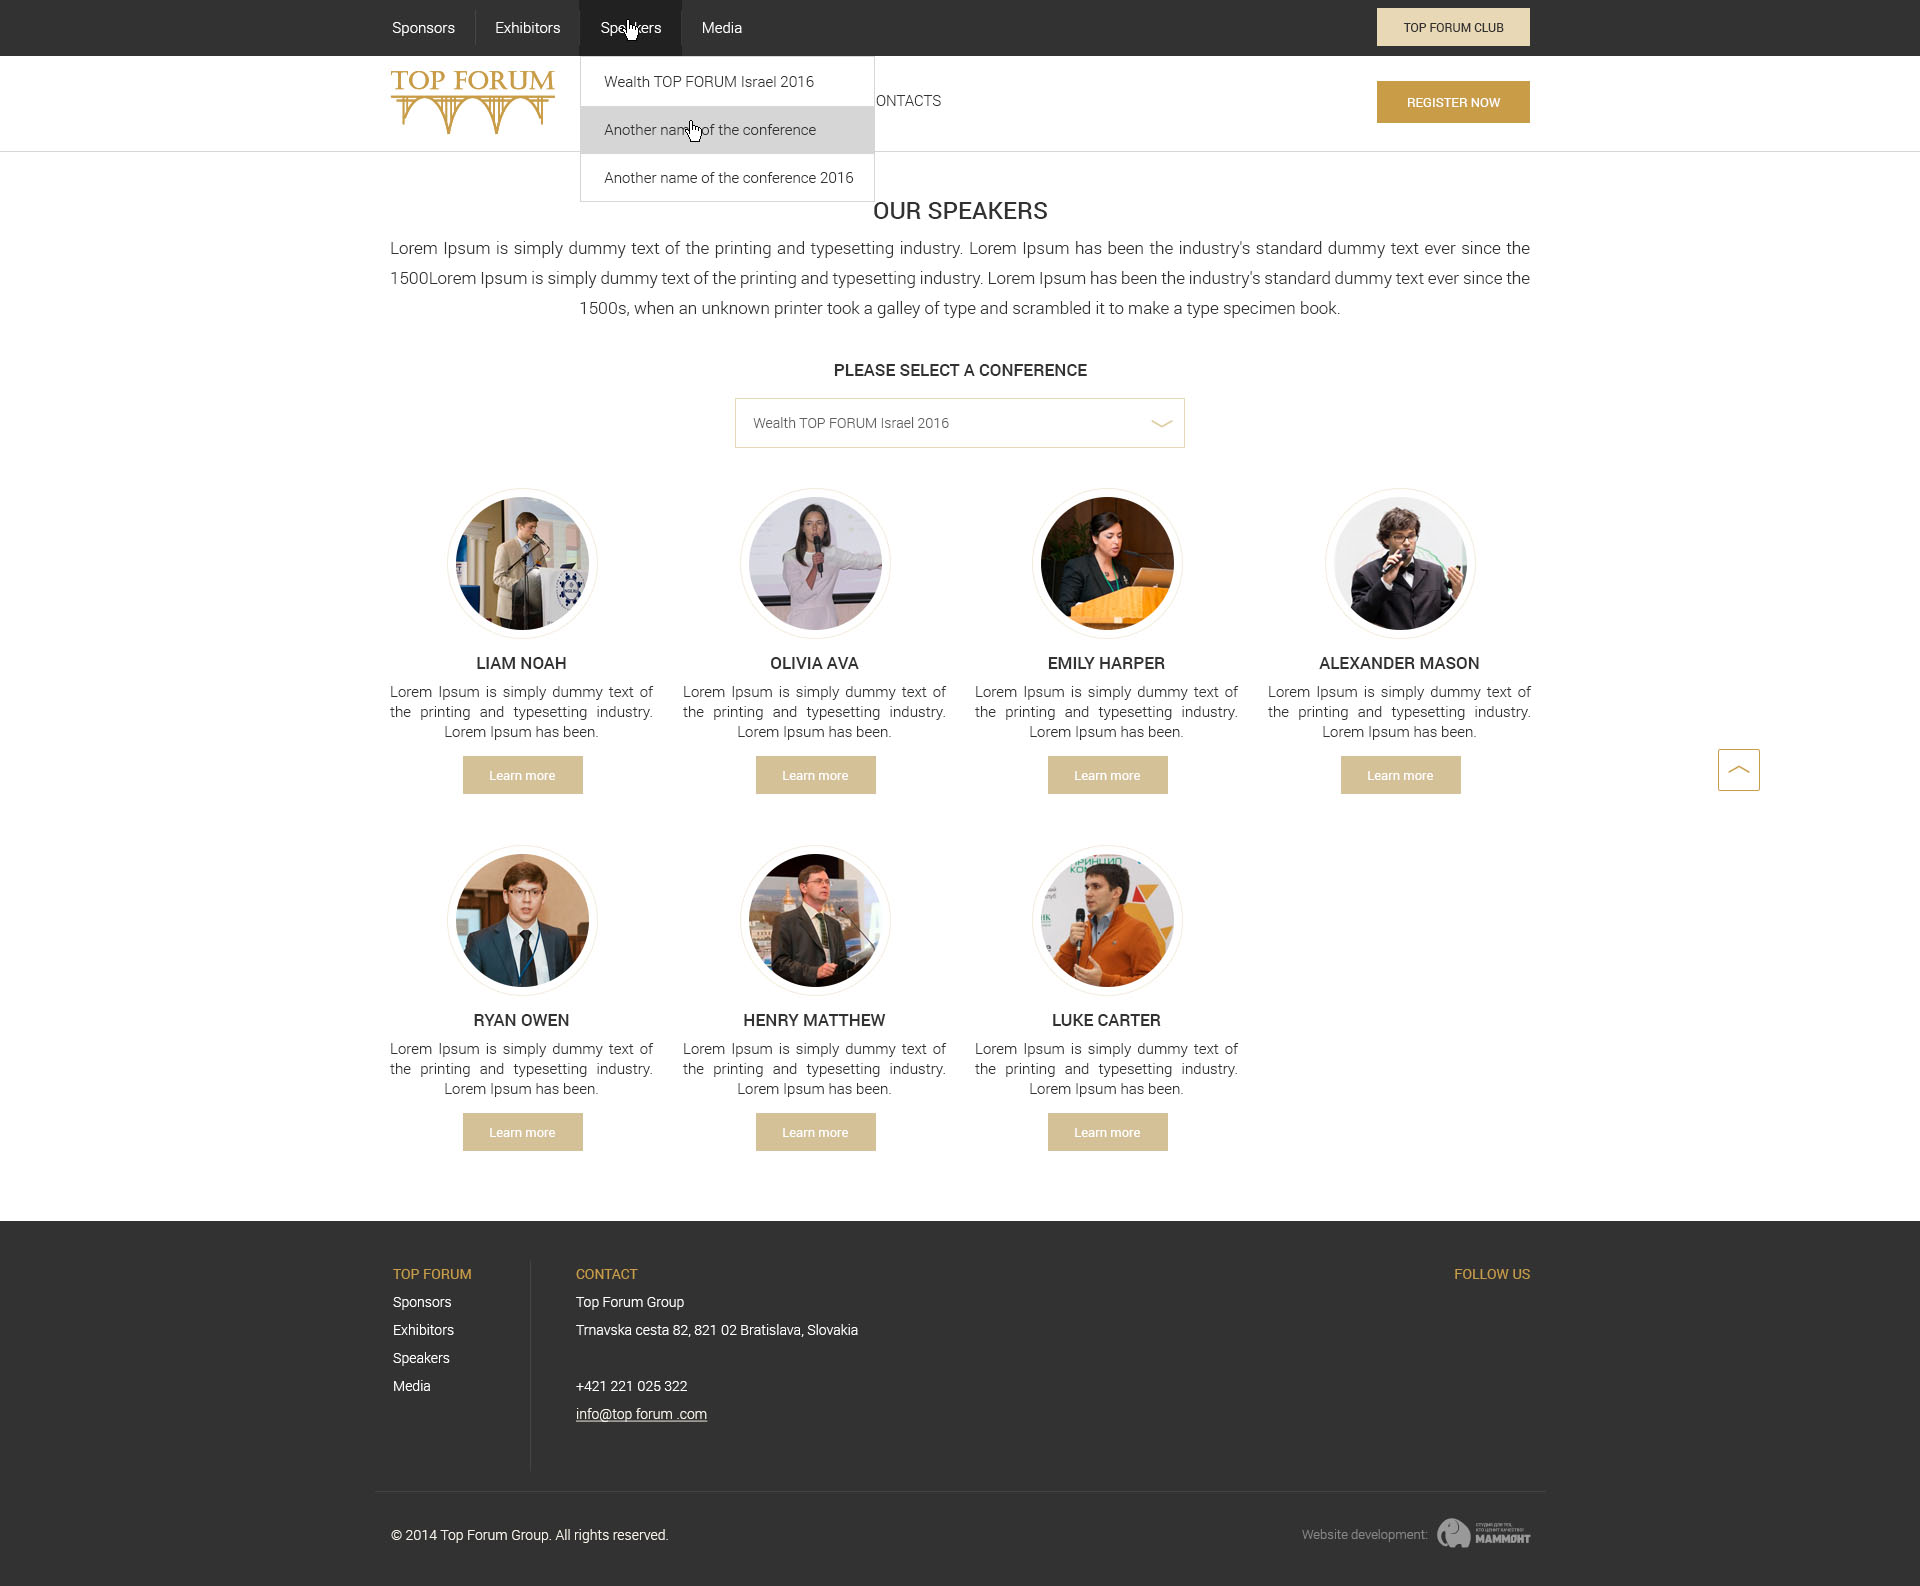 Sponsors
Exhibitors
Speakers
Media
TOP FORUM CLUB
TOP FORUM
Wealth TOP FORUM Israel 2016
Another name of the conference
Another name of the conference 2016
ONTACTS
REGISTER NOW
OUR SPEAKERS
Lorem Ipsum is simply dummy text of the printing and typesetting industry. Lorem Ipsum has been the industry's standard dummy text ever since the
1500Lorem Ipsum is simply dummy text of the printing and typesetting industry. Lorem Ipsum has been the industry's standard dummy text ever since the
1500s, when an unknown printer took a galley of type and scrambled it to make a type specimen book.
PLEASE SELECT A CONFERENCE
Wealth TOP FORUM Israel 2016
LIAM NOAH
Lorem Ipsum is simply dummy text of
the printing and typesetting industry.
Lorem Ipsum has been.
Learn more
OLIVIA AVA
Lorem Ipsum is simply dummy text of
the printing and typesetting industry.
Lorem Ipsum has been.
Learn more
EMILY HARPER
Lorem Ipsum is simply dummy text of
the printing and typesetting industry.
Lorem Ipsum has been.
Learn more
ALEXANDER MASON
Lorem Ipsum is simply dummy text of
the printing and typesetting industry.
Lorem Ipsum has been.
Learn more
RYAN OWEN
Lorem Ipsum is simply dummy text of
the printing and typesetting industry.
Lorem Ipsum has been.
Learn more
HENRY MATTHEW
Lorem Ipsum is simply dummy text of
the printing and typesetting industry.
Lorem Ipsum has been.
Learn more
LUKE CARTER
Lorem Ipsum is simply dummy text of
the printing and typesetting industry.
Lorem Ipsum has been.
Learn more
TOP FORUM
Sponsors
Exhibitors
Speakers
Media
CONTACT
Top Forum Group
Trnavska cesta 82, 821 02 Bratislava, Slovakia
+421 221 025 322
info@top forum .com
FOLLOW US
© 2014 Top Forum Group. All rights reserved.
Website development:
СТУДИЯ ДЛЯ ТЕХ,
КТО ЦЕНИТ КАЧЕСТВО!
МАММОНТ